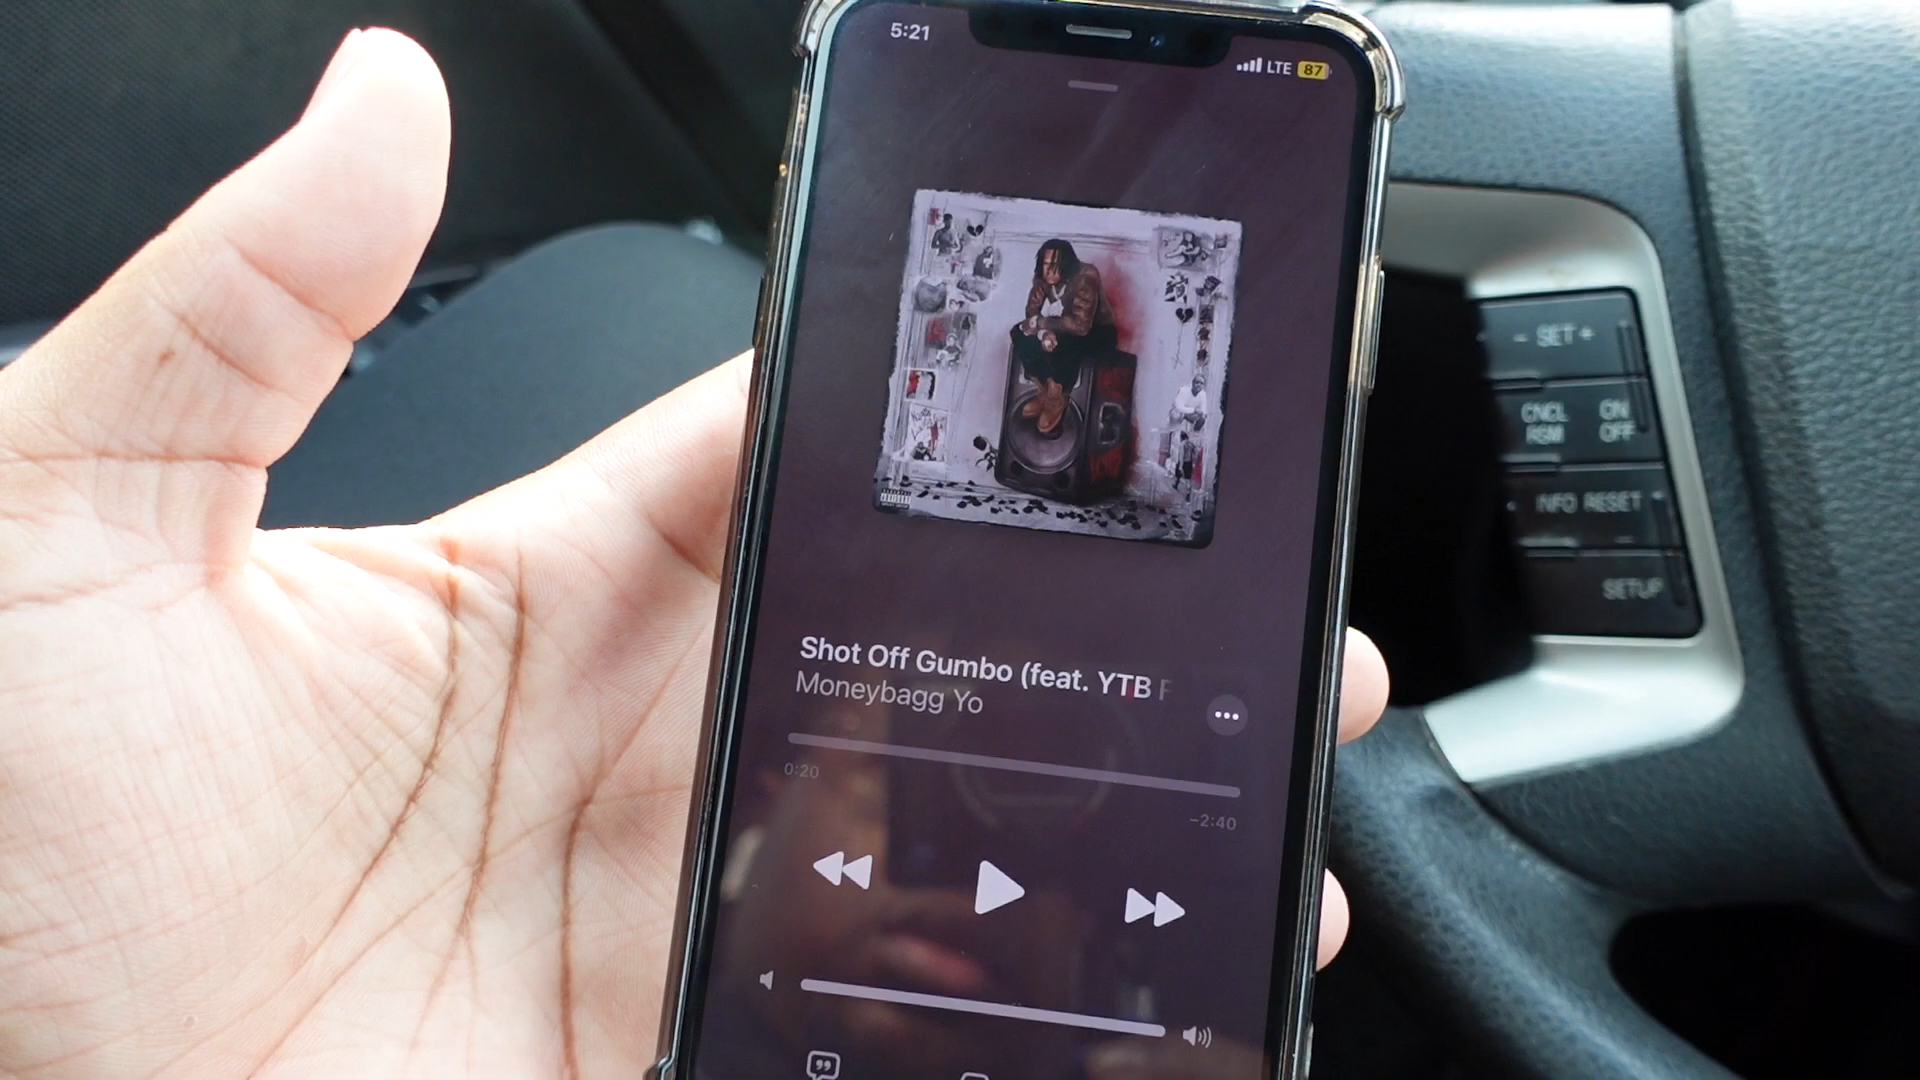 5:21
LTE 87
Shot Off Gumbo (feat. YTB F
Moneybagg Yo
0:20
-2:40
- SET +
CNCL ON
RSM OFF
INFO RESET
SETUP